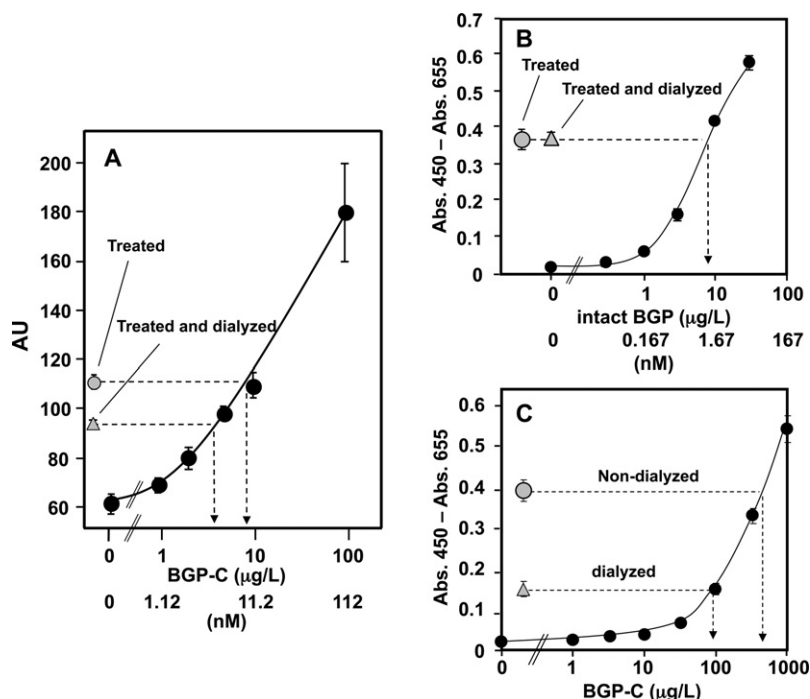 A
AU
200
180
160
140
120
100
80
60
Treated
Treated and dialyzed
0 1 10 100
BGP-C (μg/L)
0 1.12 11.2 112
(nM)
B
Abs. 450 – Abs. 655
0.7
0.6
0.5
0.4
0.3
0.2
0.1
0
Treated
Treated and dialyzed
0 1 10 100
intact BGP (μg/L)
0 0.167 1.67 167
(nM)
C
Abs. 450 – Abs. 655
0.6
0.5
0.4
0.3
0.2
0.1
0
Non-dialyzed
dialyzed
0 1 10 100 1000
BGP-C (μg/L)